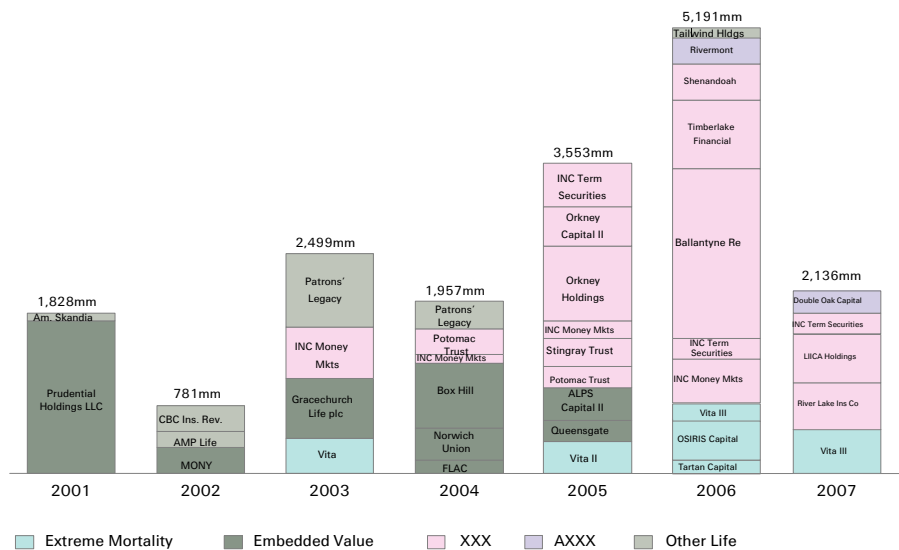 1,828mm
Am. Skandia
Prudential
Holdings LLC
2001
781mm
CBC Ins. Rev.
AMP Life
MONY
2002
2,499mm
Patrons'
Legacy
INC Money
Mkts
Gracechurch
Life plc
Vita
2003
1,957mm
Patrons'
Legacy
Potomac
Trust
INC Money Mkts
Box Hill
Norwich
Union
FLAC
2004
3,553mm
INC Term
Securities
Orkney
Capital II
Orkney
Holdings
INC Money Mkts
Stingray Trust
Potomac Trust
ALPS
Capital II
Queensgate
Vita II
2005
5,191mm
Tailwind Hldgs
Rivermont
Shenandoah
Timberlake
Financial
Ballantyne Re
INC Term
Securities
INC Money Mkts
Vita III
OSIRIS Capital
Tartan Capital
2006
2,136mm
Double Oak Capital
INC Term Securities
LIICA Holdings
River Lake Ins Co
Vita III
2007
Extreme Mortality
Embedded Value
XXX
AXXX
Other Life